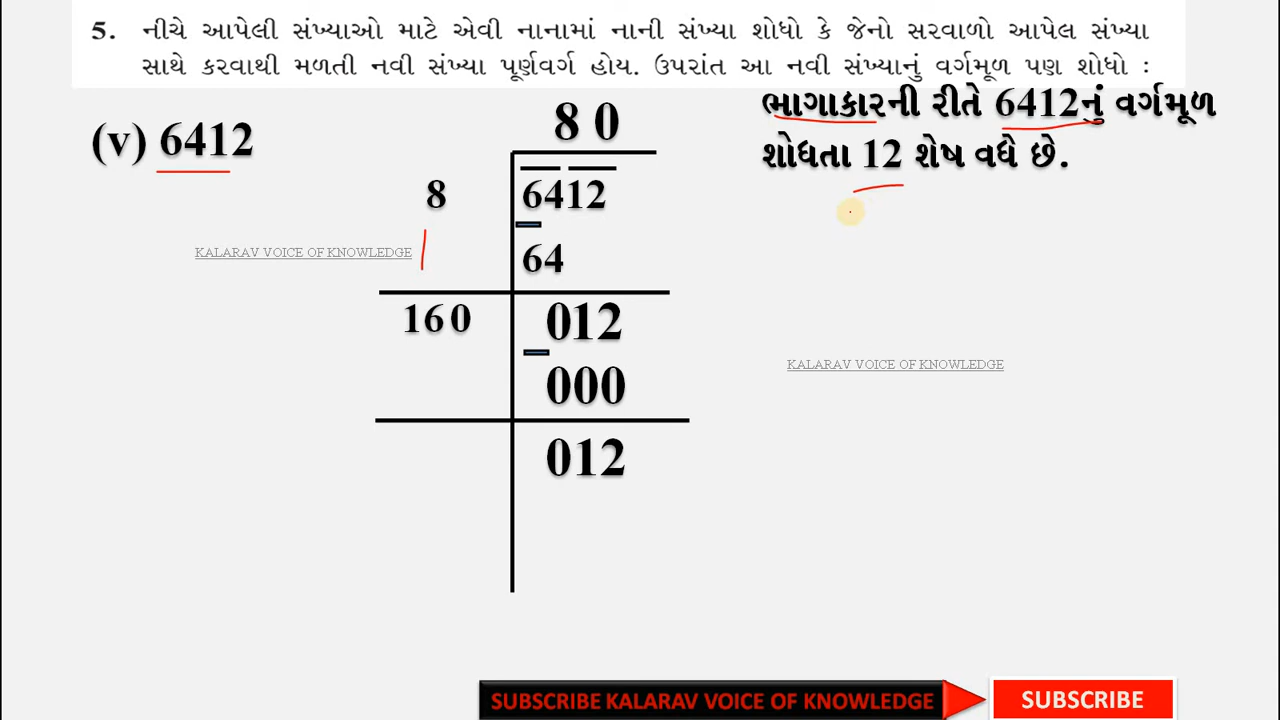 5. નીચે આપેલી સંખ્યાઓ માટે એવી નાનામાં નાની સંખ્યા શોધો કે જેનો સરવાળો આપેલ સંખ્યા
સાથે કરવાથી મળતી નવી સંખ્યા પૂર્ણવર્ગ હોય. ઉપરાંત આ નવી સંખ્યાનું વર્ગમૂળ પણ શોધો :
(v) 6412
80
8 6412
64
160 012
000
012
ભાગાકારની રીતે 6412નું વર્ગમૂળ
શોધતા 12 શેષ વધે છે.
KALARAV VOICE OF KNOWLEDGE
KALARAV VOICE OF KNOWLEDGE
SUBSCRIBE KALARAV VOICE OF KNOWLEDGE
SUBSCRIBE